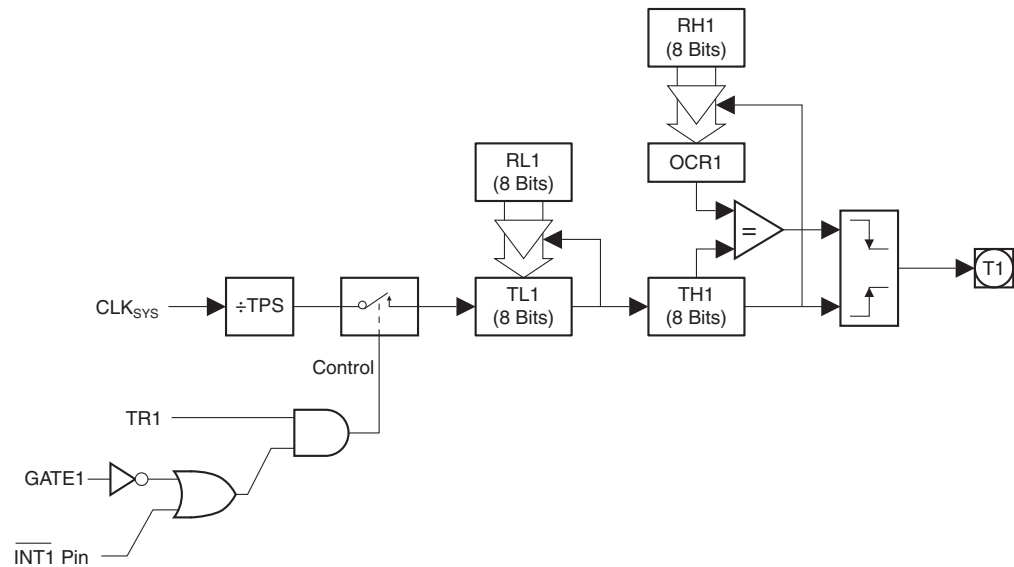 RH1
(8 Bits)
OCR1
RL1
(8 Bits)
=
T1
CLKSYS
÷TPS
TL1
(8 Bits)
TH1
(8 Bits)
Control
TR1
GATE1
INT1 Pin